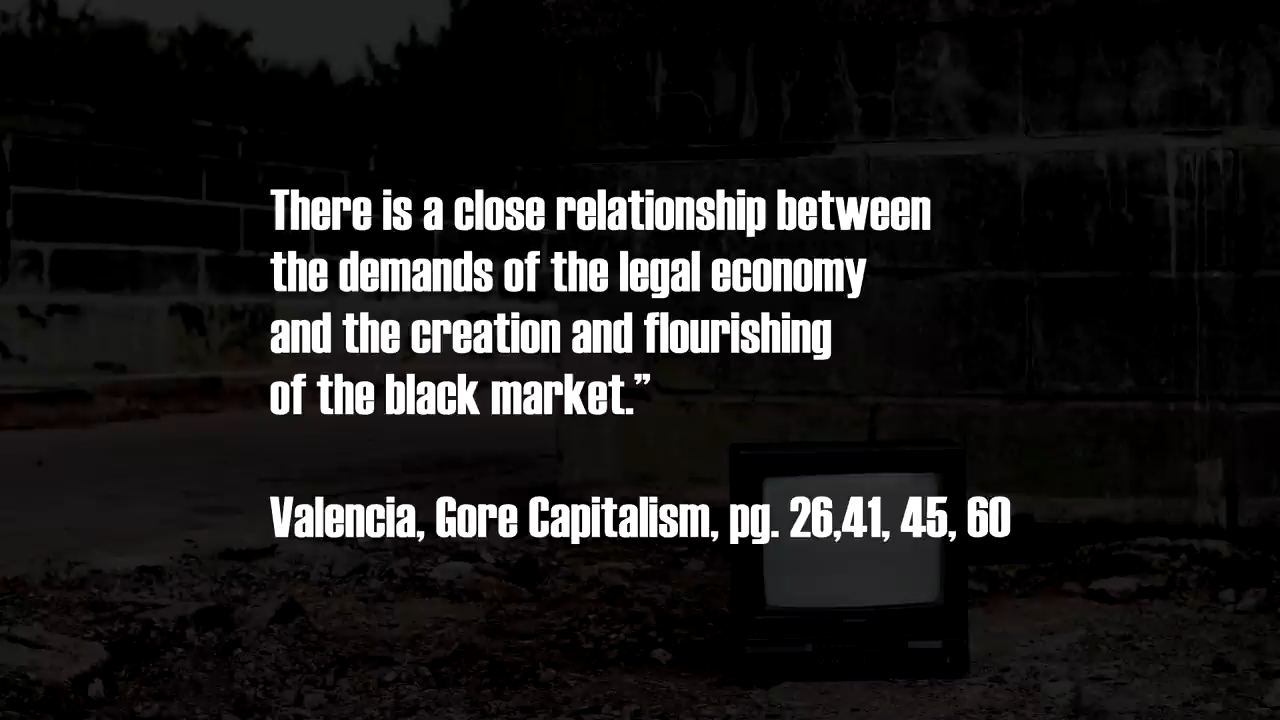 There is a close relationship between
the demands of the legal economy
and the creation and flourishing
of the black market.”
Valencia, Gore Capitalism, pg. 26,41, 45, 60